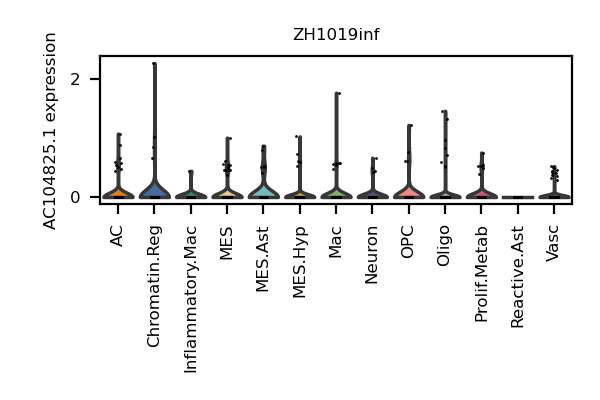 ZH1019inf
AC104825.1 expression
2
0
AC
Chromatin.Reg
Inflammatory.Mac
MES
MES.Ast
MES.Hyp
Mac
Neuron
OPC
Oligo
Prolif.Metab
Reactive.Ast
Vasc